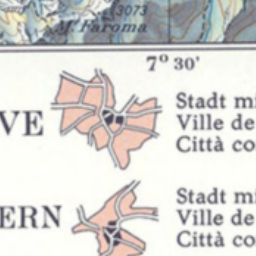 3073
M. Faroma
7° 30'
VE
Stadt mi
Ville de
Città co
ERN
Stadt mi
Ville de
Città co